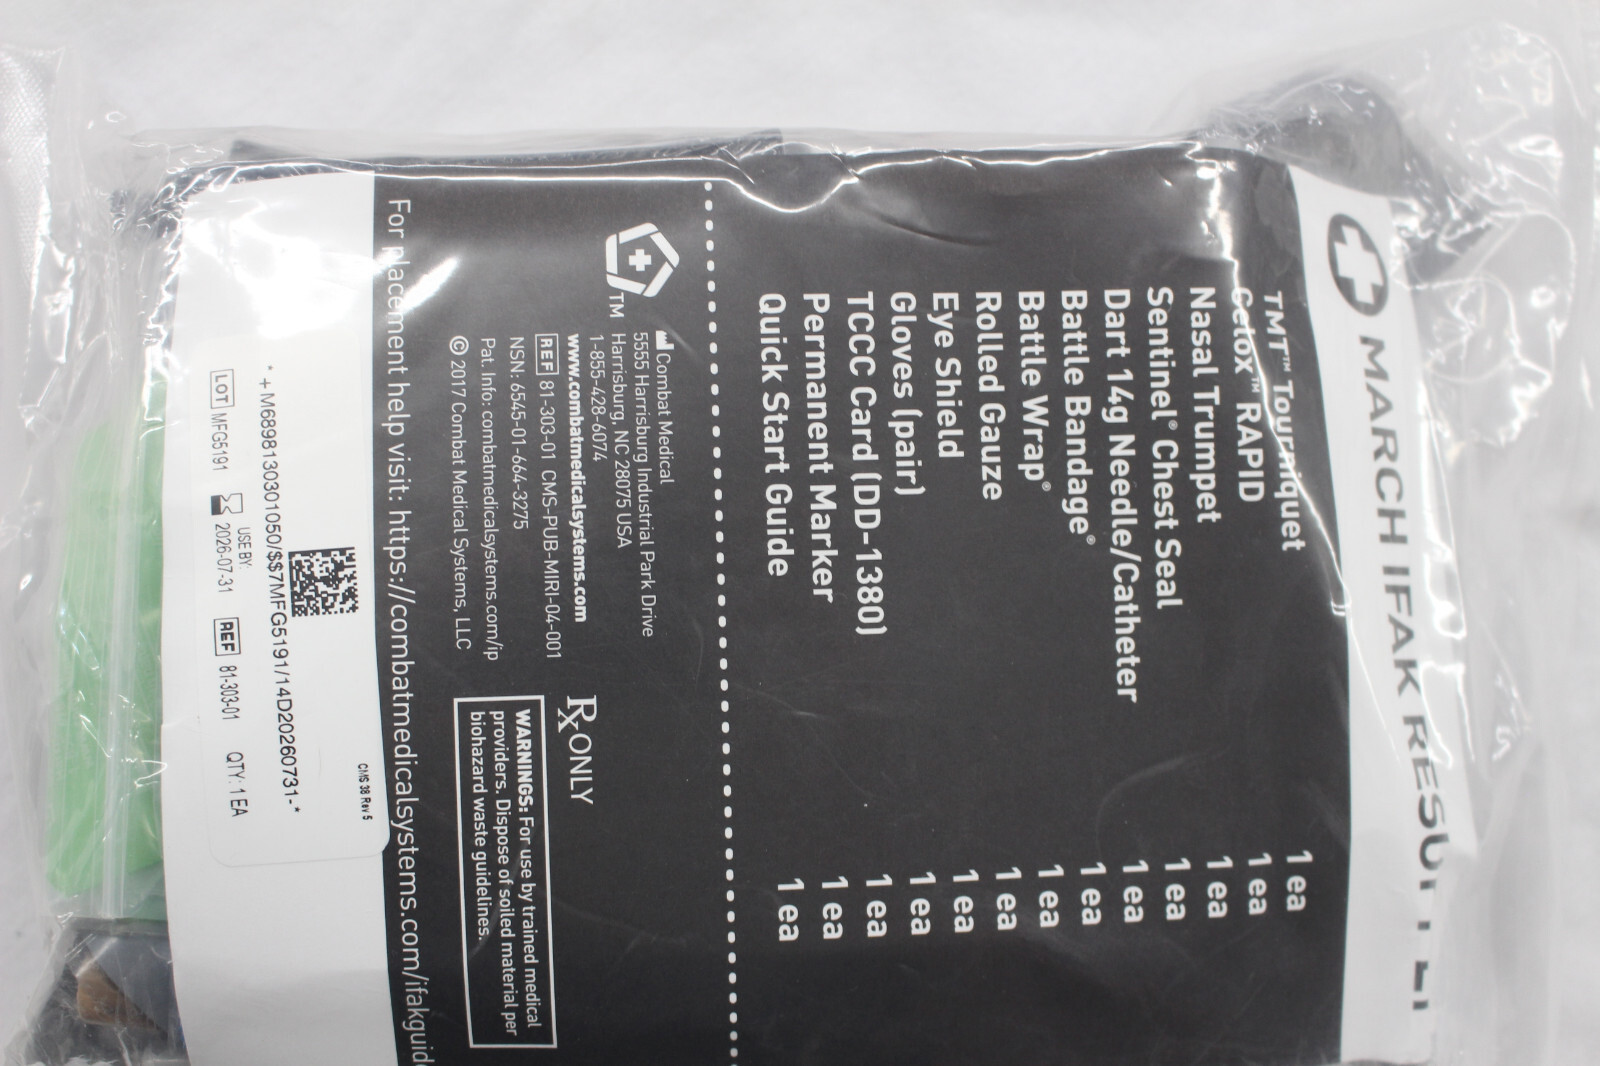 MARCH IFAK RESUPPLY
TMT™ Tourniquet 1 ea
Celox™ RAPID 1 ea
Nasal Trumpet 1 ea
Sentinel® Chest Seal 1 ea
Dart 14g Needle/Catheter 1 ea
Battle Bandage® 1 ea
Battle Wrap® 1 ea
Rolled Gauze 1 ea
Eye Shield 1 ea
Gloves (pair) 1 ea
TCCC Card (DD-1380) 1 ea
Permanent Marker 1 ea
Quick Start Guide 1 ea
TM
Combat Medical
5555 Harrisburg Industrial Park Drive
Harrisburg, NC 28075 USA
1-855-428-6074
www.combatmedicalsystems.com
REF 81-303-01 CMS-PUB-MIRI-04-001
NSN: 6545-01-664-3275
Pat. Info: combatmedicalsystems.com/ip
© 2017 Combat Medical Systems, LLC
Rx ONLY
WARNINGS: For use by trained medical
providers. Dispose of soiled material per
biohazard waste guidelines.
For placement help visit: https://combatmedicalsystems.com/ifakguid
CMS 38 Rev 5
*+M6898130301050/$$7MFG5191/14D20260731-*
LOT MFG5191 USE BY: 2026-07-31 REF 81-303-01 QTY: 1 EA